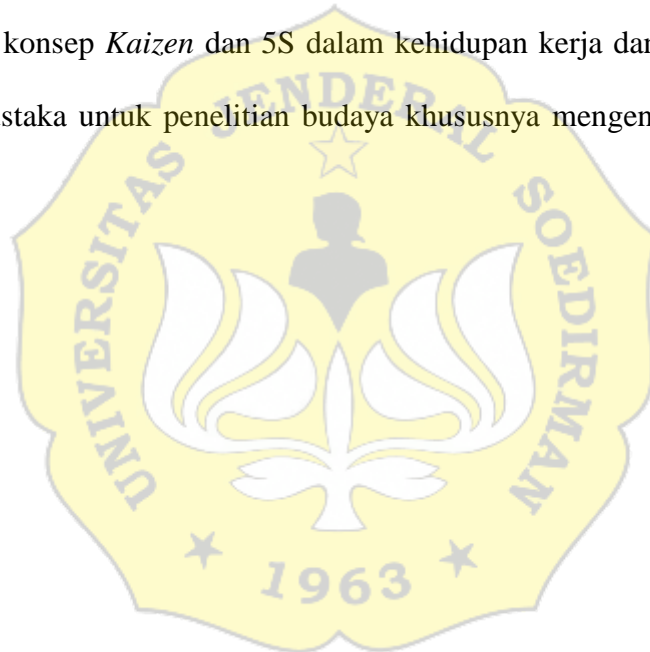 konsep Kaizen dan 5S dalam kehidupan kerja dan
staka untuk penelitian budaya khususnya mengen
UNIVERSITAS JENDERAL SOEDIRMAN
1963